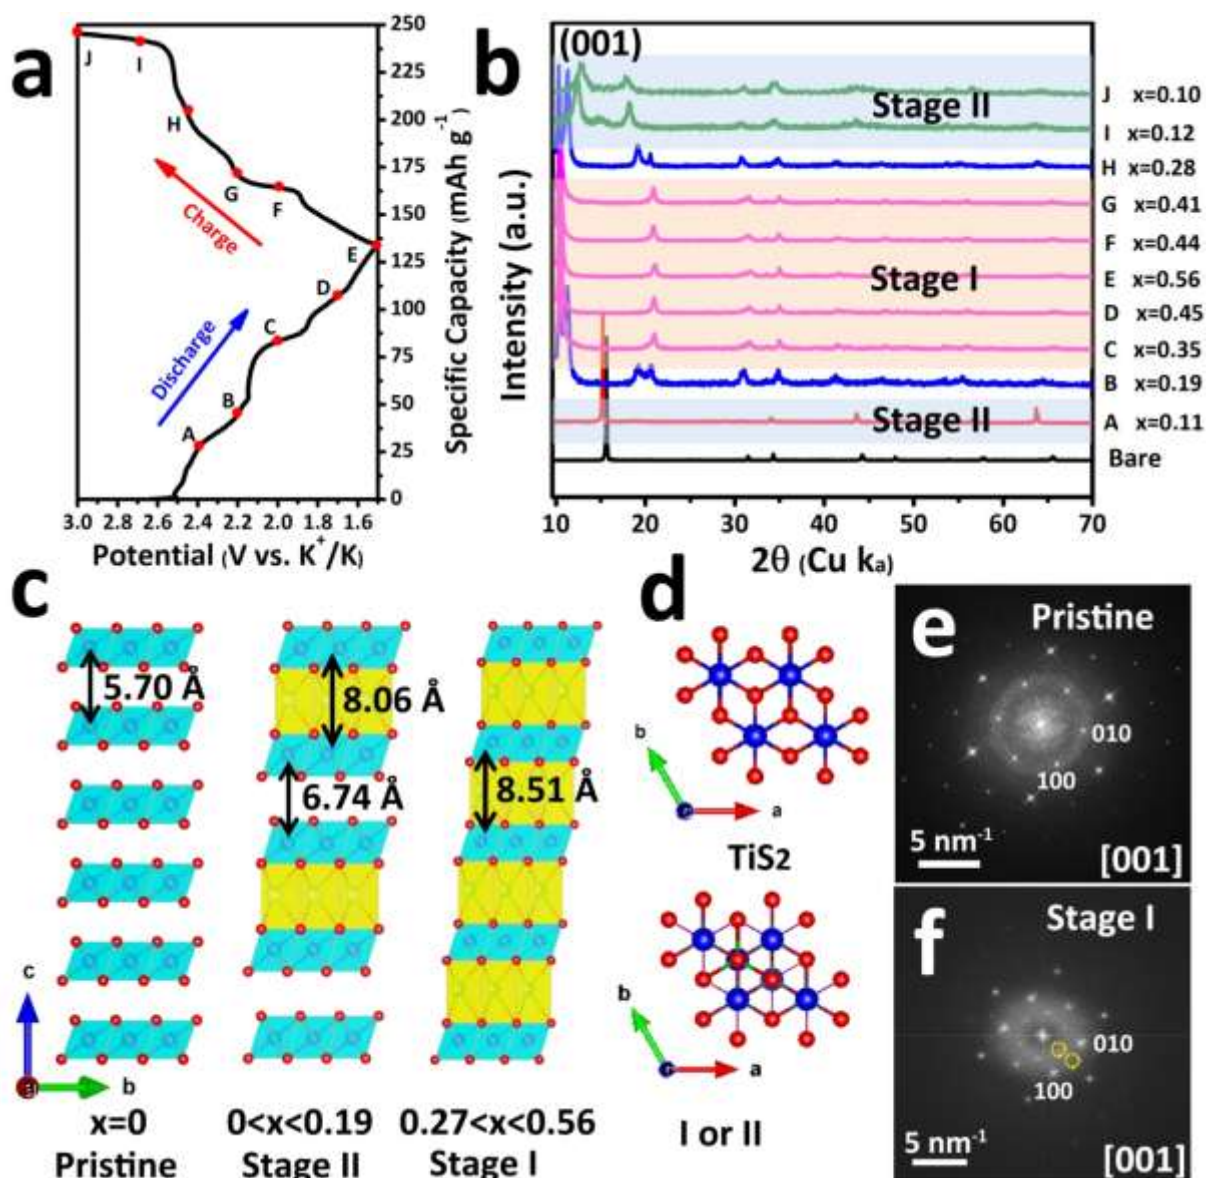 a
J
I
H
G
F
E
D
C
B
A
Charge
Discharge
250
225
200
175
150
125
100
75
50
25
0
Specific Capacity (mAh g-1)
3.0 2.6 2.4 2.2 2.0 1.8 1.6
Potential (V vs. K+/K)
b
(001)
Intensity (a.u.)
Stage II
Stage I
Stage II
J x=0.10
I x=0.12
H x=0.28
G x=0.41
F x=0.44
E x=0.56
D x=0.45
C x=0.35
B x=0.19
A x=0.11
Bare
10 20 30 40 50 60 70
2θ (Cu ka)
c
5.70 Å
8.06 Å
6.74 Å
8.51 Å
c
a
b
x=0
Pristine
0<x<0.19
Stage II
0.27<x<0.56
Stage I
d
b
c
a
TiS2
b
c
a
I or II
e
Pristine
010
100
5 nm-1
[001]
f
Stage I
010
100
5 nm-1
[001]